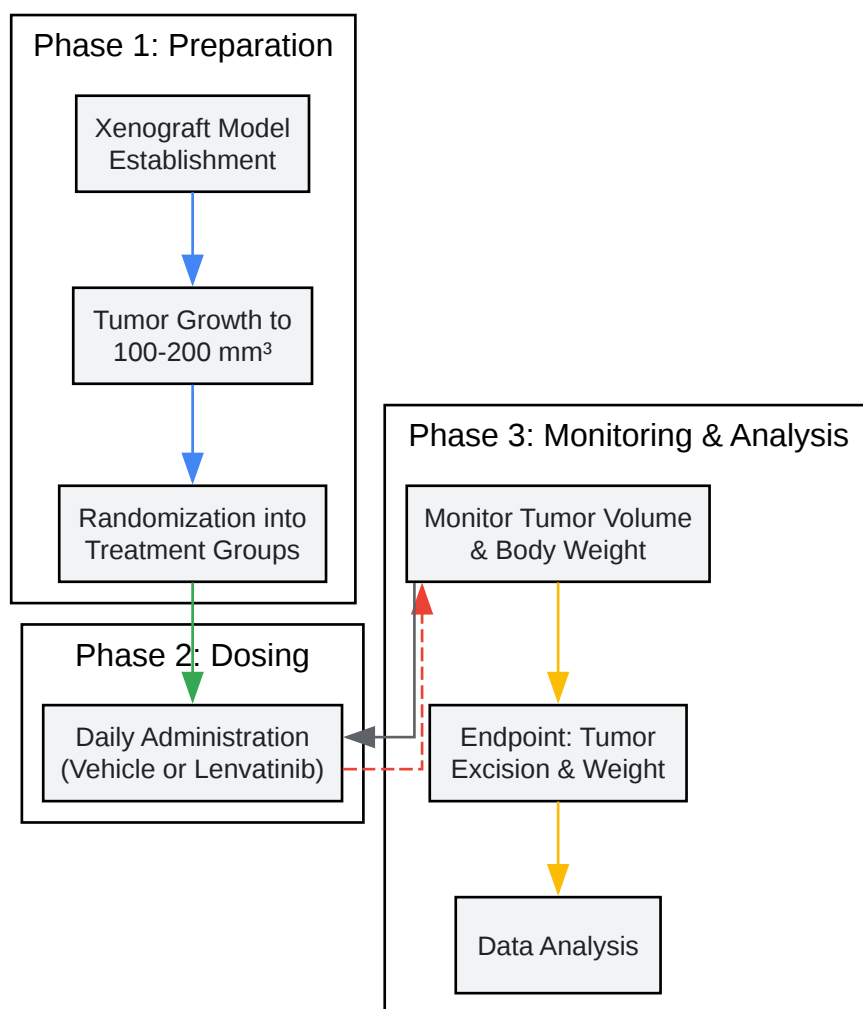 Phase 1: Preparation
Xenograft Model
Establishment
Tumor Growth to
100-200 mm³
Randomization into
Treatment Groups
Phase 2: Dosing
Daily Administration
(Vehicle or Lenvatinib)
Phase 3: Monitoring & Analysis
Monitor Tumor Volume
& Body Weight
Endpoint: Tumor
Excision & Weight
Data Analysis